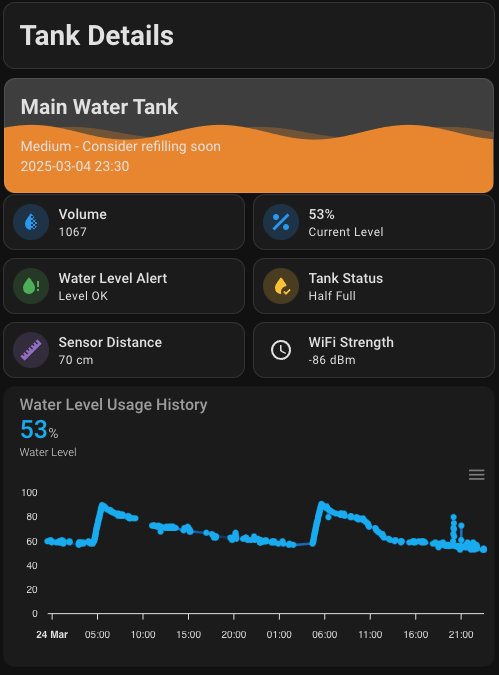 Tank Details
Main Water Tank
Medium - Consider refilling soon
2025-03-04 23:30
Volume
1067
53%
Current Level
Water Level Alert
Level OK
Tank Status
Half Full
Sensor Distance
70 cm
WiFi Strength
-86 dBm
Water Level Usage History
53%
Water Level
100
80
60
40
20
0
24 Mar 05:00 10:00 15:00 20:00 01:00 06:00 11:00 16:00 21:00